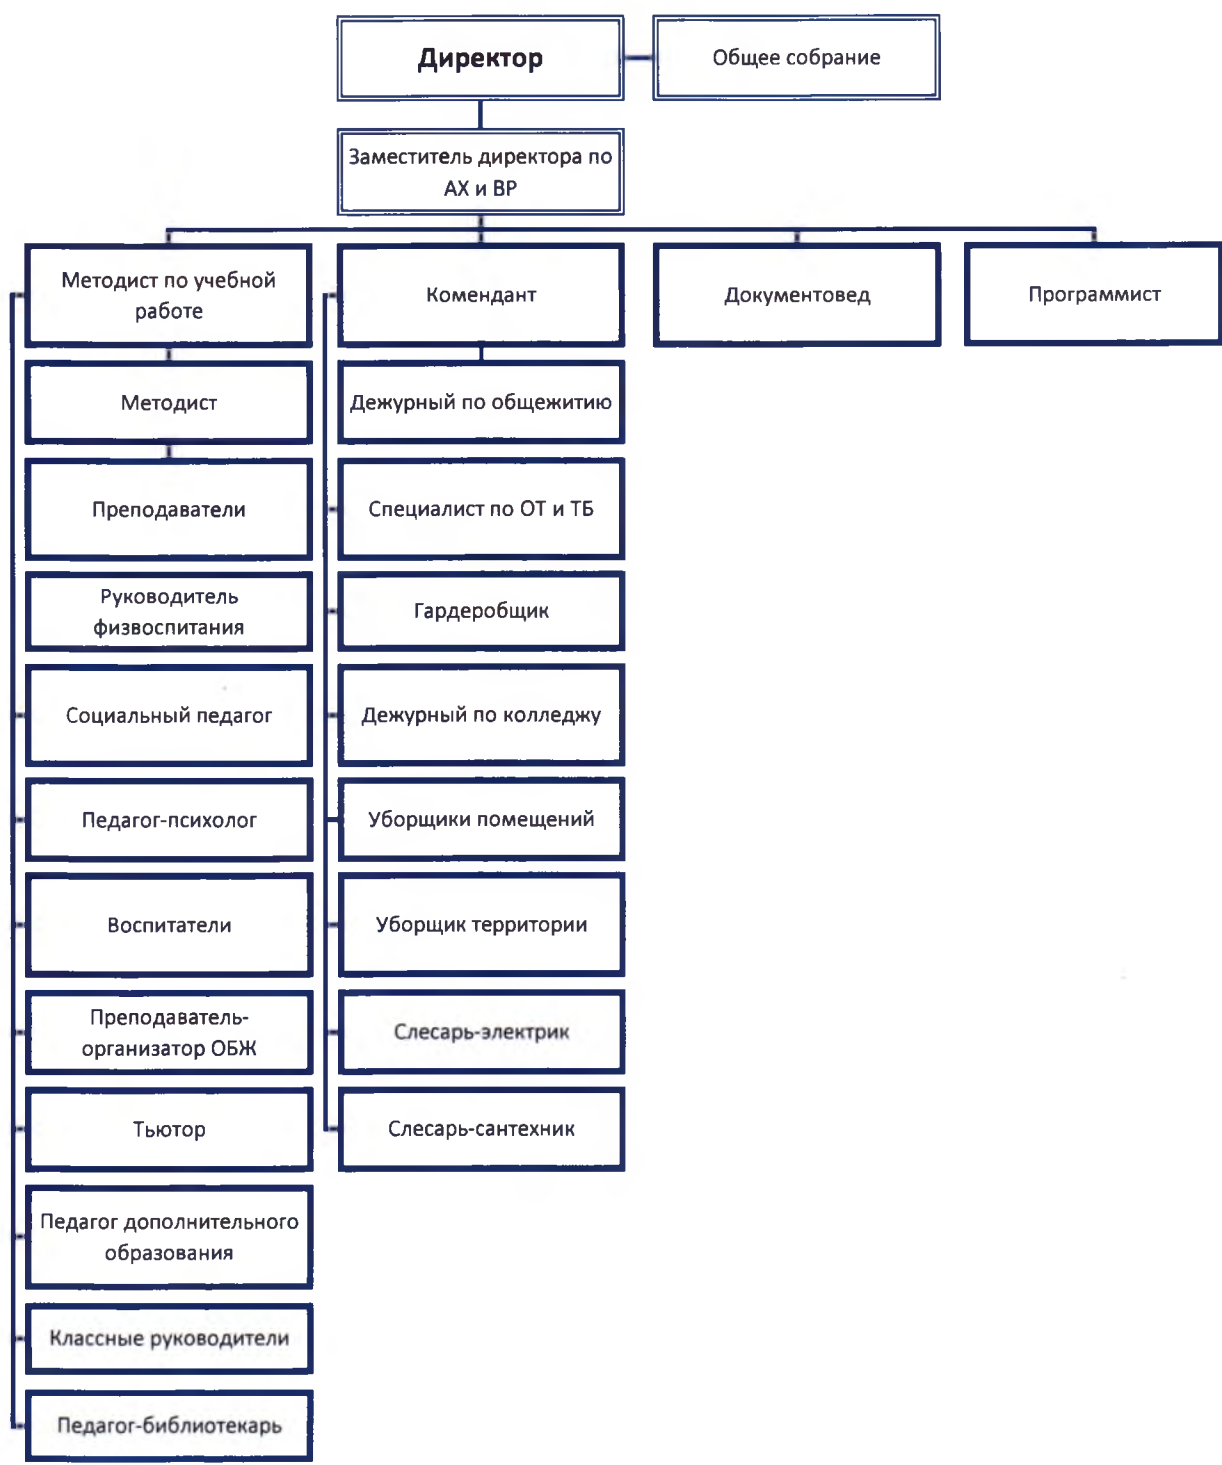 Директор
Общее собрание
Заместитель директора по
АХ и ВР
Методист по учебной
работе
Комендант
Документовед
Программист
Методист
Дежурный по общежитию
Преподаватели
Специалист по ОТ и ТБ
Руководитель
физвоспитания
Гардеробщик
Социальный педагог
Дежурный по колледжу
Педагог-психолог
Уборщики помещений
Воспитатели
Уборщик территории
Преподаватель-
организатор ОБЖ
Слесарь-электрик
Тьютор
Слесарь-сантехник
Педагог дополнительного
образования
Классные руководители
Педагог-библиотекарь